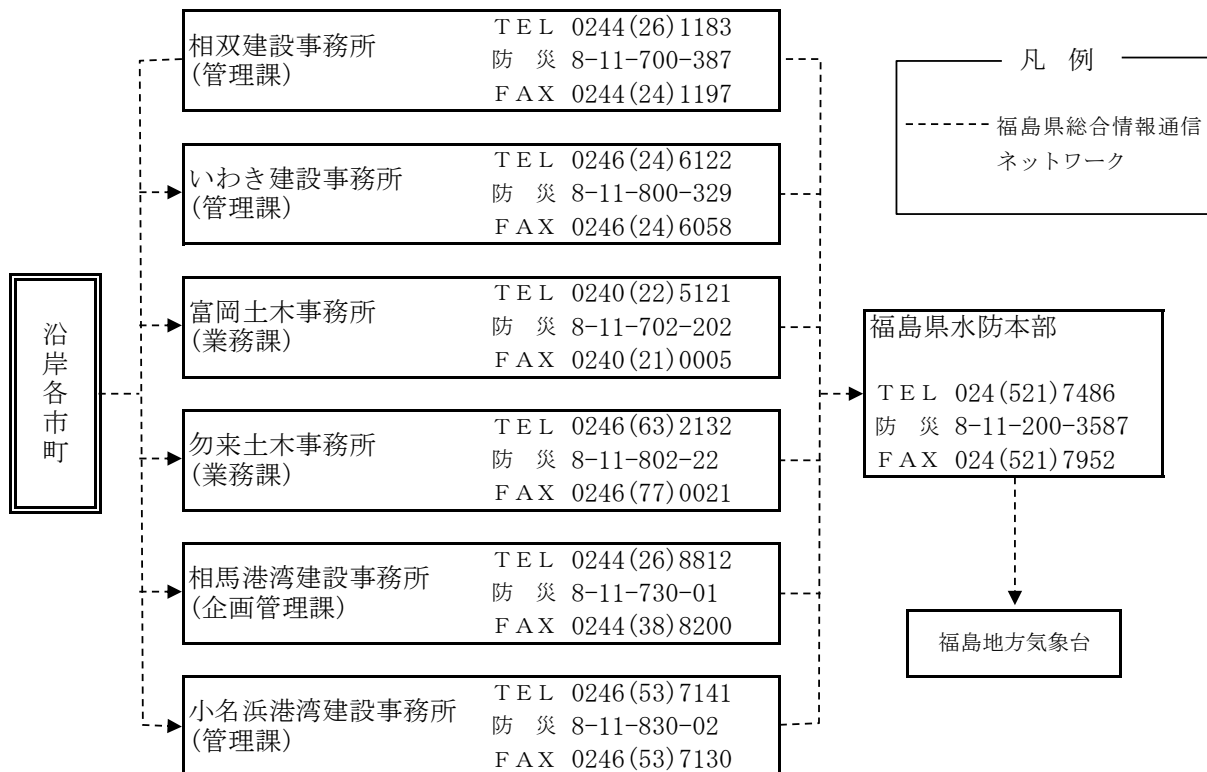 相双建設事務所
(管理課)
ＴＥＬ 0244(26)1183
防 災 8-11-700-387
ＦＡＸ 0244(24)1197
いわき建設事務所
(管理課)
ＴＥＬ 0246(24)6122
防 災 8-11-800-329
ＦＡＸ 0246(24)6058
富岡土木事務所
(業務課)
ＴＥＬ 0240(22)5121
防 災 8-11-702-202
ＦＡＸ 0240(21)0005
勿来土木事務所
(業務課)
ＴＥＬ 0246(63)2132
防 災 8-11-802-22
ＦＡＸ 0246(77)0021
相馬港湾建設事務所
(企画管理課)
ＴＥＬ 0244(26)8812
防 災 8-11-730-01
ＦＡＸ 0244(38)8200
小名浜港湾建設事務所
(管理課)
ＴＥＬ 0246(53)7141
防 災 8-11-830-02
ＦＡＸ 0246(53)7130
沿岸各市町
凡 例
福島県総合情報通信
ネットワーク
福島県水防本部
ＴＥＬ 024(521)7486
防 災 8-11-200-3587
ＦＡＸ 024(521)7952
福島地方気象台